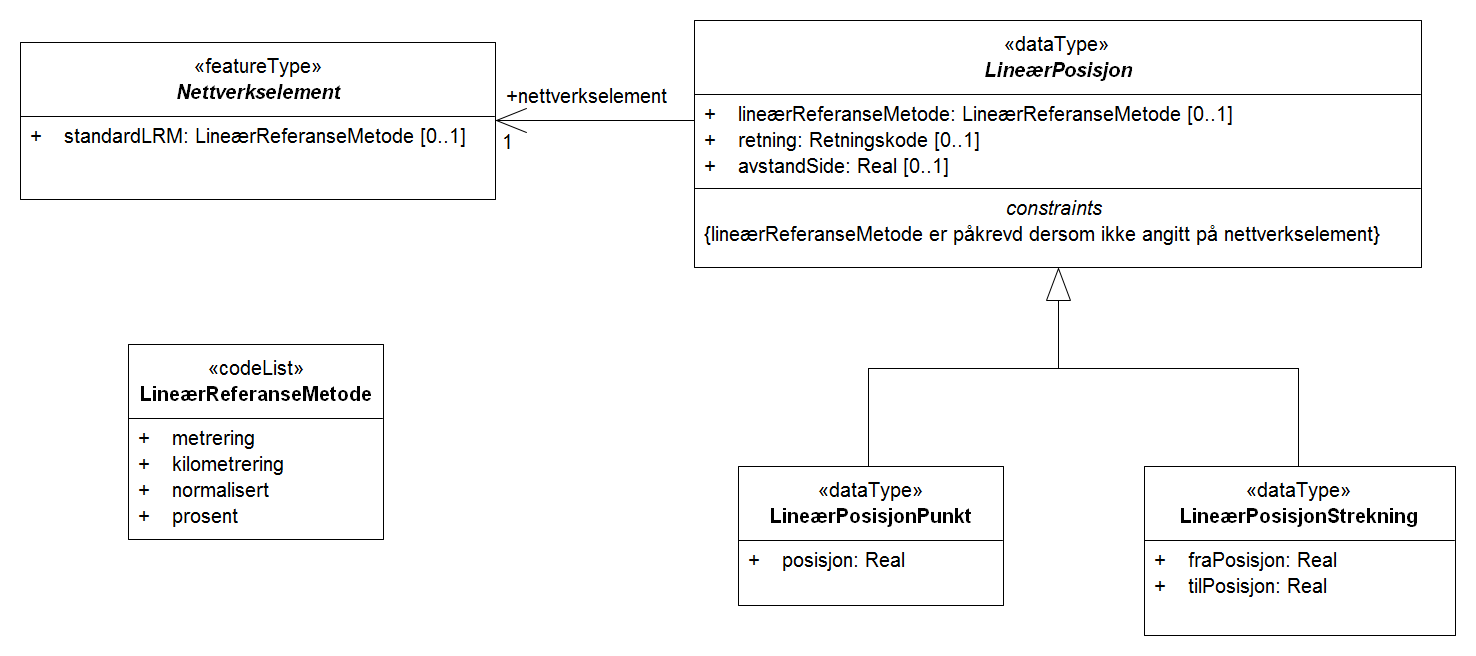 «featureType»
Nettverkselement
+ standardLRM: LineærReferanseMetode [0..1]
+nettverkselement
1
«dataType»
LineærPosisjon
+ lineærReferanseMetode: LineærReferanseMetode [0..1]
+ retning: Retningskode [0..1]
+ avstandSide: Real [0..1]
constraints
{lineærReferanseMetode er påkrevd dersom ikke angitt på nettverkselement}
«codeList»
LineærReferanseMetode
+ metrering
+ kilometrering
+ normalisert
+ prosent
«dataType»
LineærPosisjonPunkt
+ posisjon: Real
«dataType»
LineærPosisjonStrekning
+ fraPosisjon: Real
+ tilPosisjon: Real